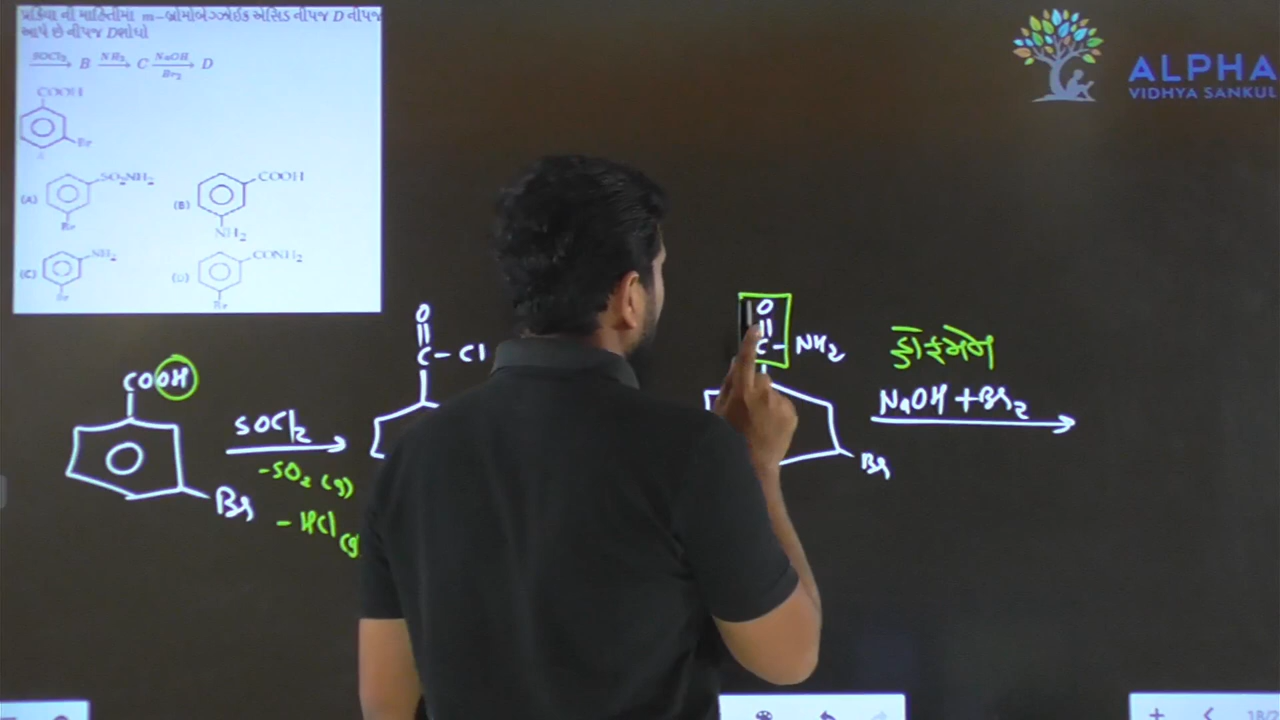 પ્રક્રિયા ની માહિતીમાં m-બ્રોમોબેન્ઝોઈક એસિડ નીપજ D નીપજ
આપે છે નીપજ D શોધો
SOCl₂ B NH₃ C NaOH Br₂ D
COOH
Br
A
(A) SO₂NH₂ Br
(B) COOH NH₂
(C) NH₂ Br
(D) CONH₂ Br
ALPHA
VIDHYA SANKUL
COOH
Br
SOCl₂
-SO₂ (g)
- HCl (g)
O
C - Cl
O
C - NH₂
Br
હોફમેન
NaOH + Br₂